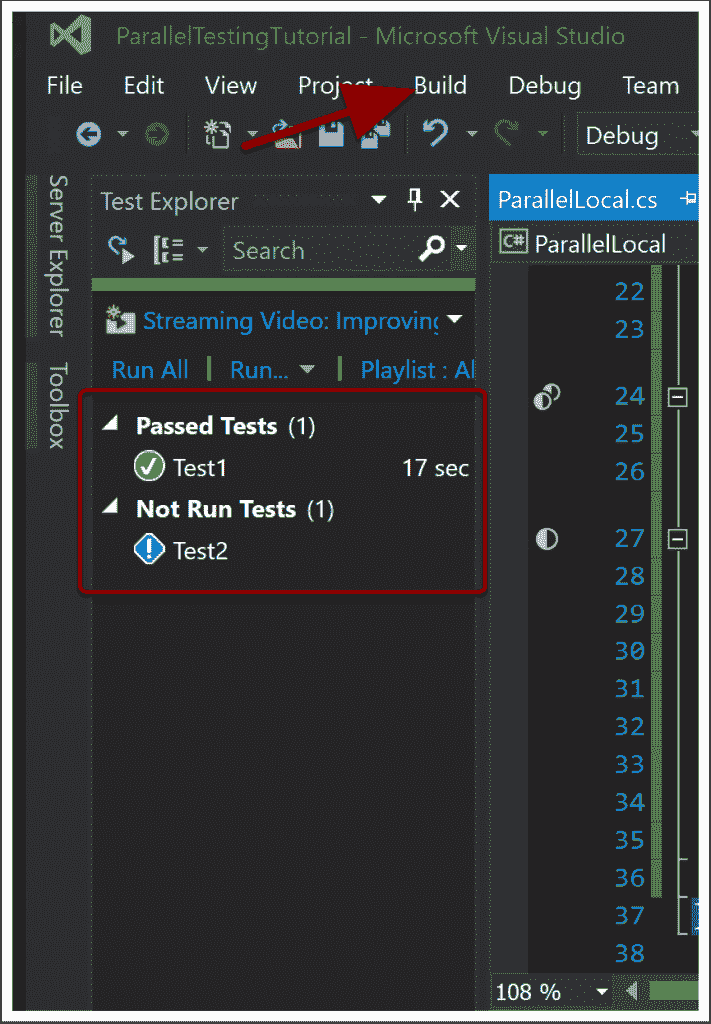 ParallelTestingTutorial - Microsoft Visual Studio
File Edit View Project Build Debug Team
Debug
Server Explorer
Toolbox
Test Explorer
Search
Streaming Video: Improving
Run All | Run... | Playlist : Al
Passed Tests (1)
Test1 17 sec
Not Run Tests (1)
Test2
ParallelLocal.cs
C# ParallelLocal
22
23
24
25
26
27
28
29
30
31
32
33
34
35
36
37
38
108 %